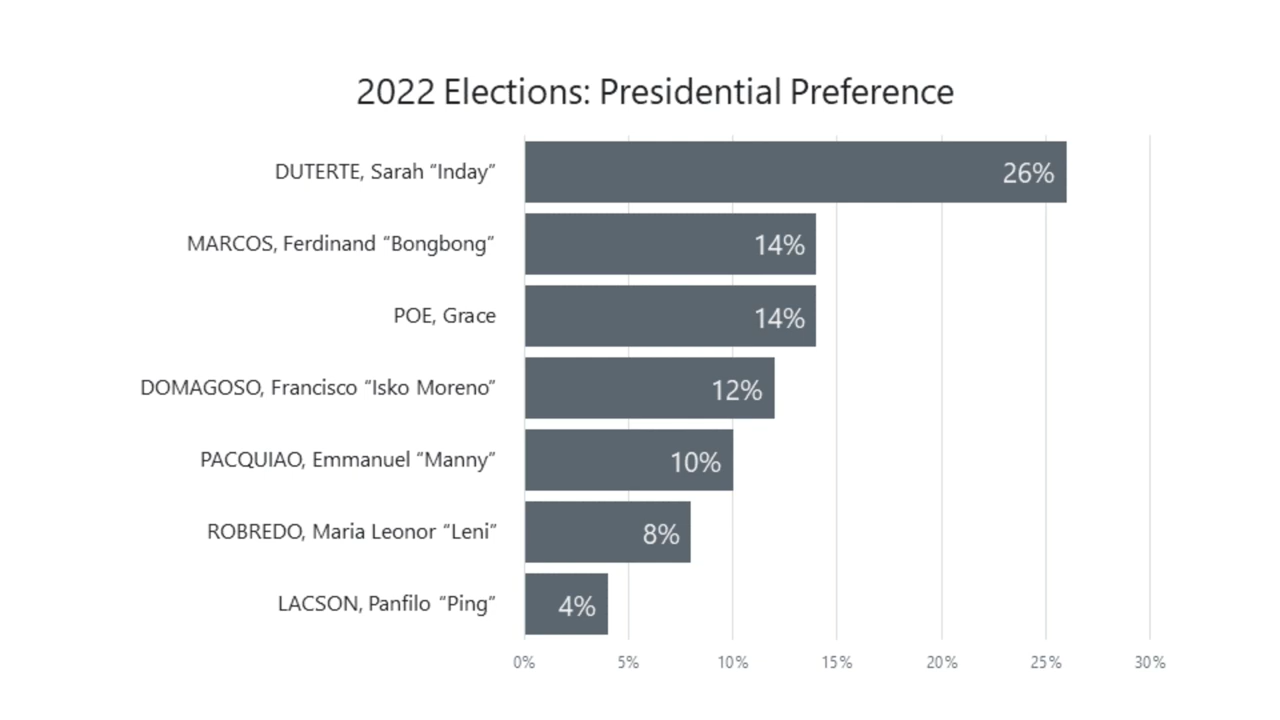 2022 Elections: Presidential Preference
DUTERTE, Sarah “Inday” 26%
MARCOS, Ferdinand “Bongbong” 14%
POE, Grace 14%
DOMAGOSO, Francisco “Isko Moreno” 12%
PACQUIAO, Emmanuel “Manny” 10%
ROBREDO, Maria Leonor “Leni” 8%
LACSON, Panfilo “Ping” 4%
0% 5% 10% 15% 20% 25% 30%